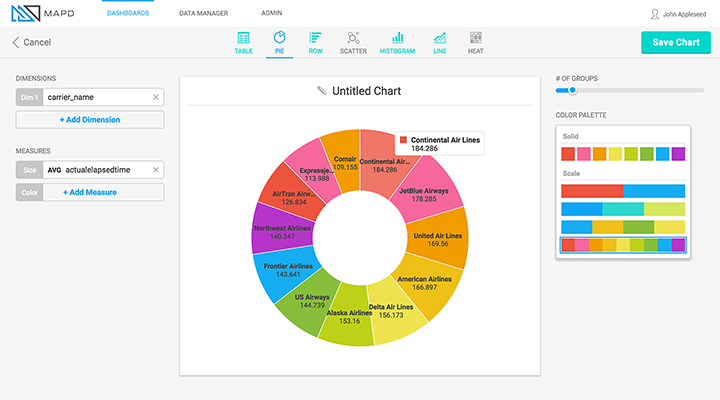 MAPD
DASHBOARDS
DATA MANAGER
ADMIN
John Appleseed
Cancel
TABLE
PIE
ROW
SCATTER
HISTOGRAM
LINE
HEAT
Save Chart
DIMENSIONS
Dim 1 carrier_name
+ Add Dimension
MEASURES
Size AVG actualelapsedtime
Color + Add Measure
Untitled Chart
Continental Air Lines
184.286
Comair
109.155
Continental Air...
184.286
Expressje...
113.988
JetBlue Airways
178.285
AirTran Airw...
126.834
Northwest Airlines
140.347
United Air Lines
169.56
Frontier Airlines
143.641
American Airlines
166.897
US Airways
144.739
Delta Air Lines
156.173
Alaska Airlines
153.16
# OF GROUPS
COLOR PALETTE
Solid
Scale